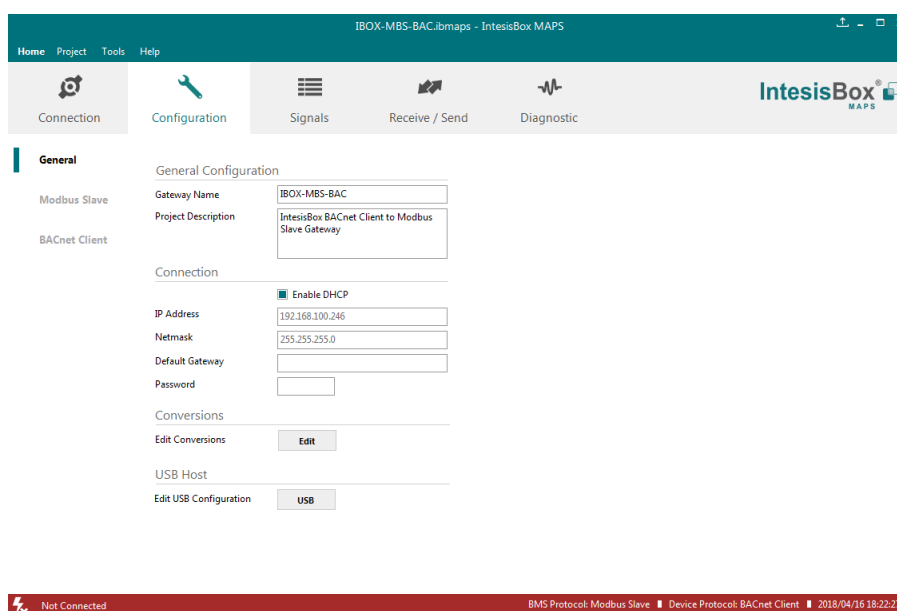 IBOX-MBS-BAC.ibmaps - IntesisBox MAPS
Home Project Tools Help
Connection Configuration Signals Receive / Send Diagnostic
IntesisBox®
MAPS
General
Modbus Slave
BACnet Client
General Configuration
Gateway Name IBOX-MBS-BAC
Project Description IntesisBox BACnet Client to Modbus
Slave Gateway
Connection
Enable DHCP
IP Address 192.168.100.246
Netmask 255.255.255.0
Default Gateway
Password
Conversions
Edit Conversions Edit
USB Host
Edit USB Configuration USB
Not Connected BMS Protocol: Modbus Slave Device Protocol: BACnet Client 2018/04/16